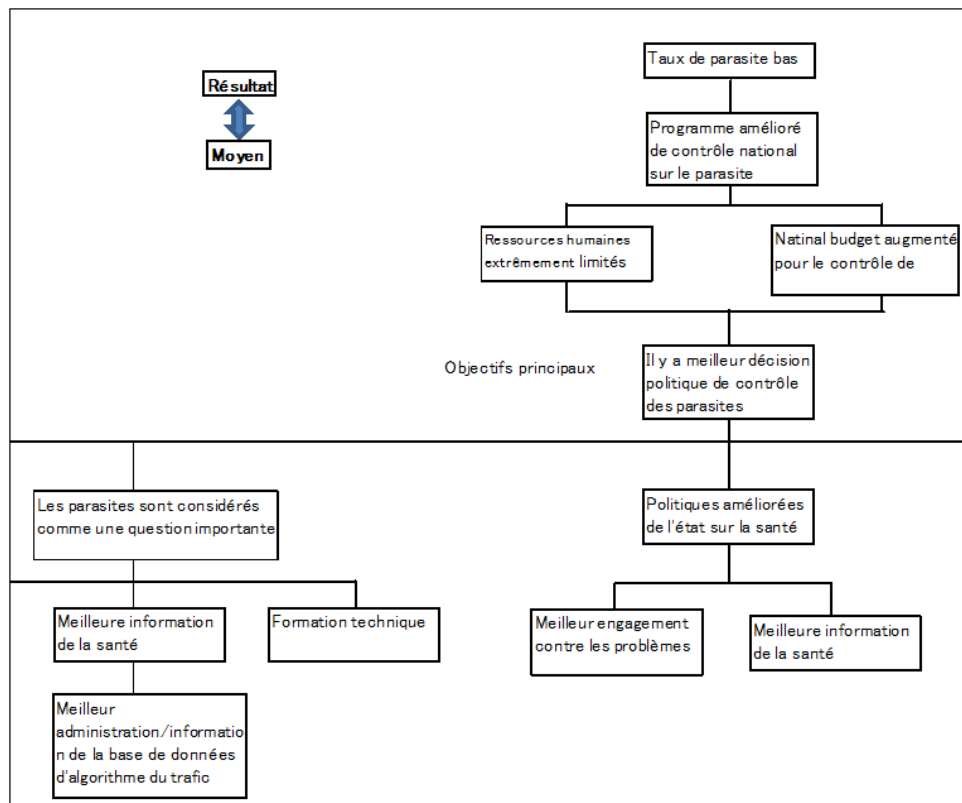 Taux de parasite bas
Résultat
Moyen
Programme amélioré
de contrôle national
sur le parasite
Ressources humaines
extrêmement limités
Natinal budget augmenté
pour le contrôle de
Objectifs principaux
Il y a meilleur décision
politique de contrôle
des parasites
Les parasites sont considérés
comme une question importante
Politiques améliorées
de l'état sur la santé
Meilleure information
de la santé
Formation technique
Meilleur engagement
contre les problèmes
Meilleure information
de la santé
Meilleur
administration/informatio
n de la base de données
d'algorithme du trafic